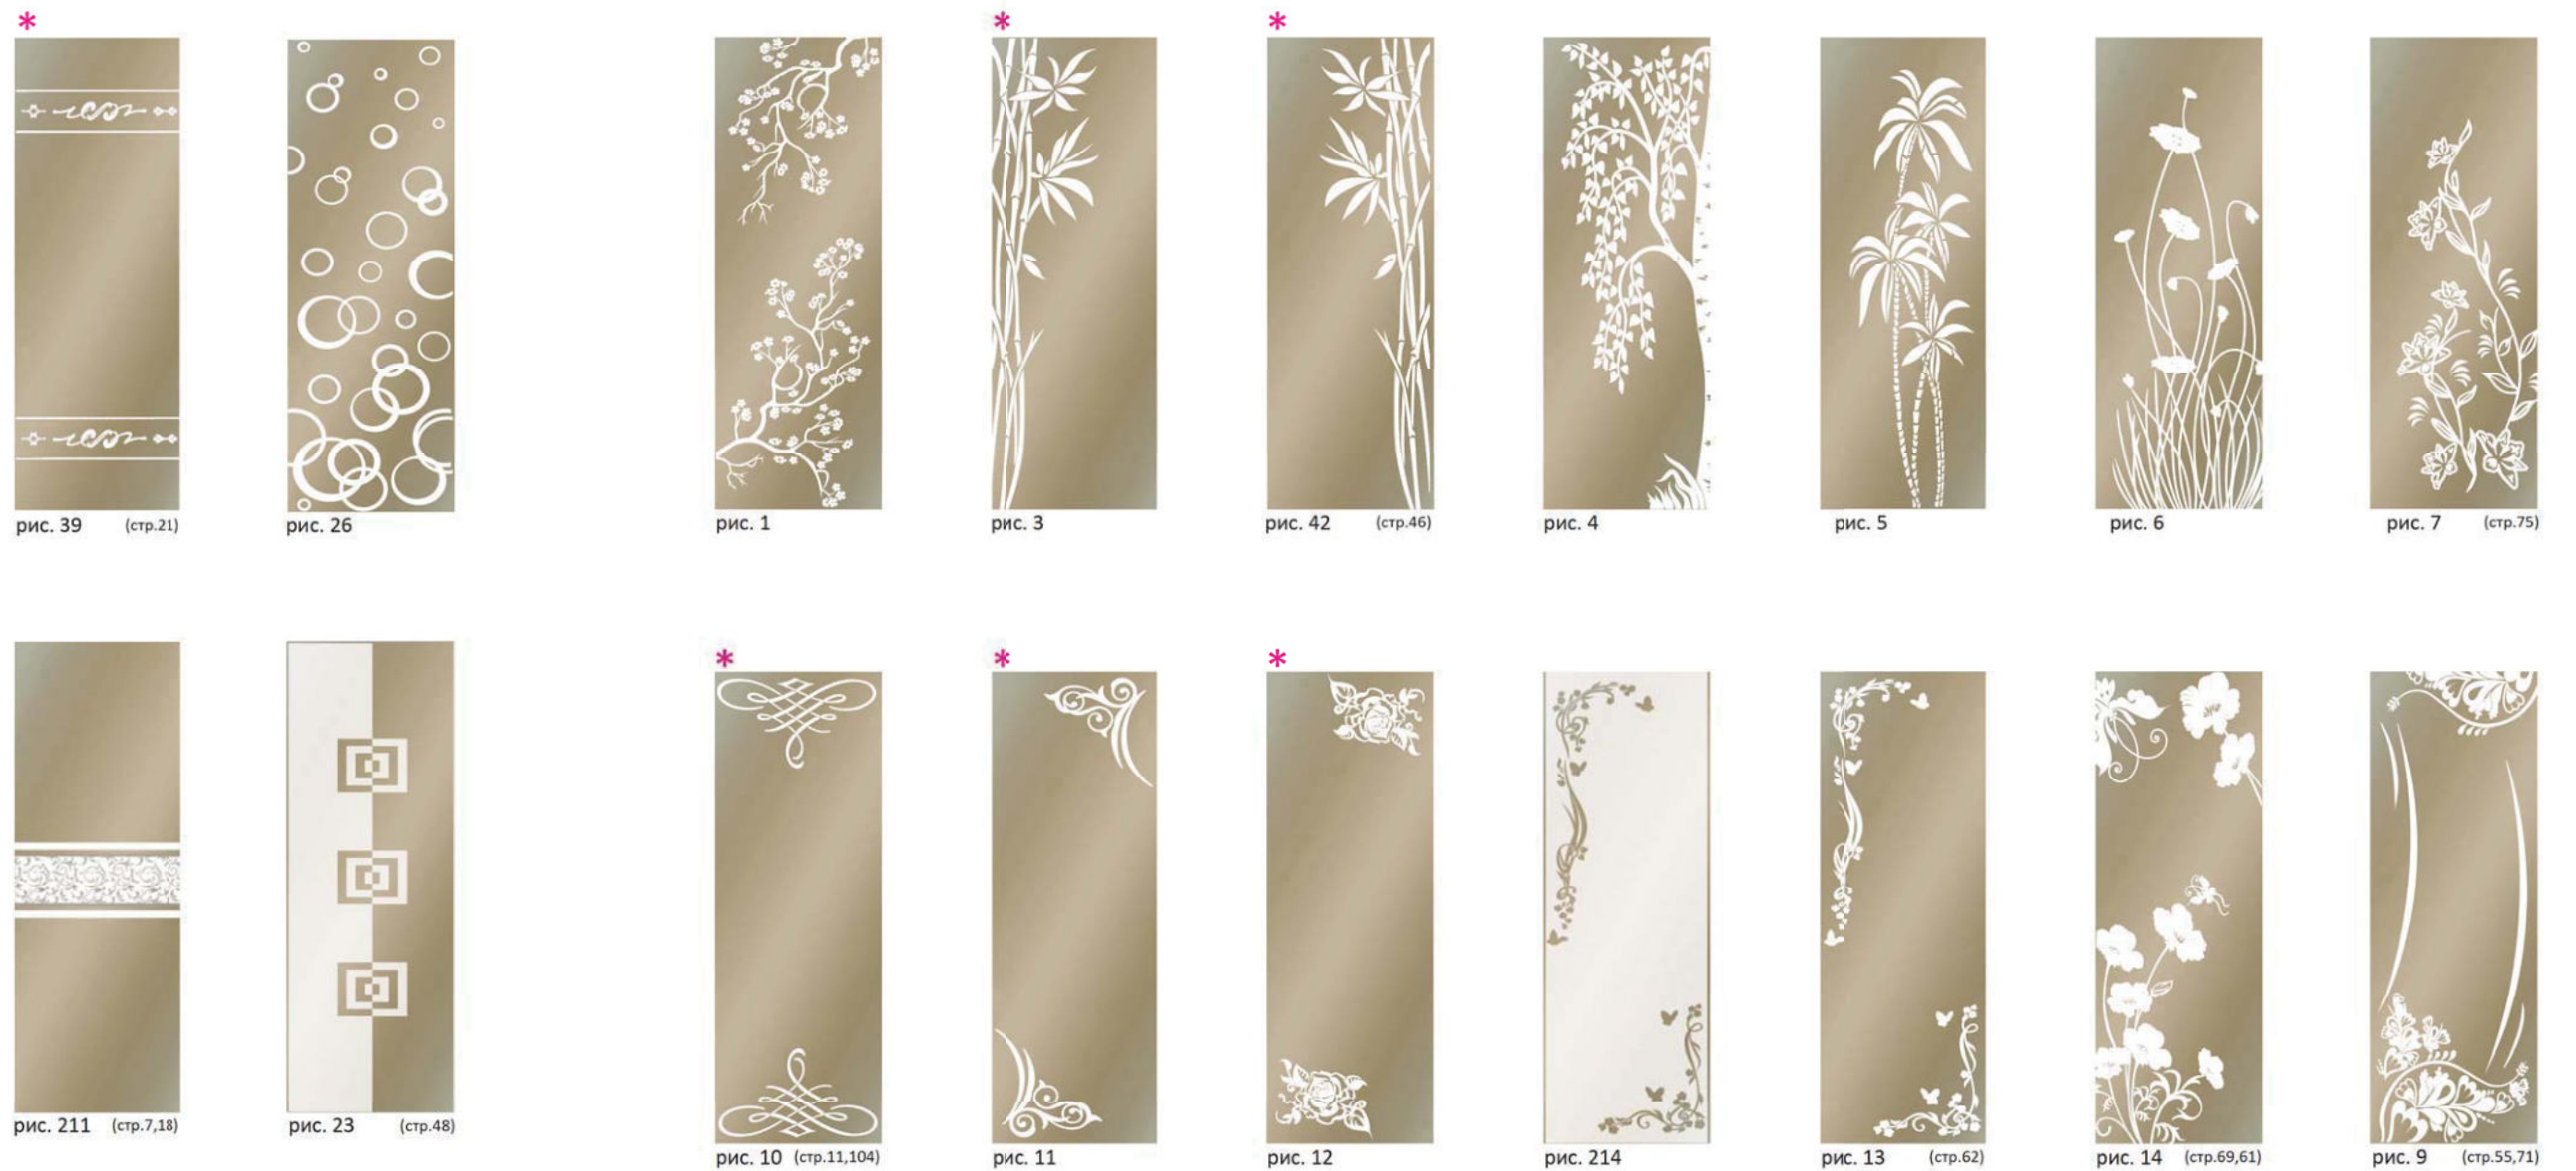 *
*
*
рис. 39 (стр.21)
рис. 26
рис. 1
рис. 3
рис. 42 (стр.46)
рис. 4
рис. 5
рис. 6
рис. 7 (стр.75)
*
*
*
рис. 211 (стр.7,18)
рис. 23 (стр.48)
рис. 10 (стр.11,104)
рис. 11
рис. 12
рис. 214
рис. 13 (стр.62)
рис. 14 (стр.69,61)
рис. 9 (стр.55,71)